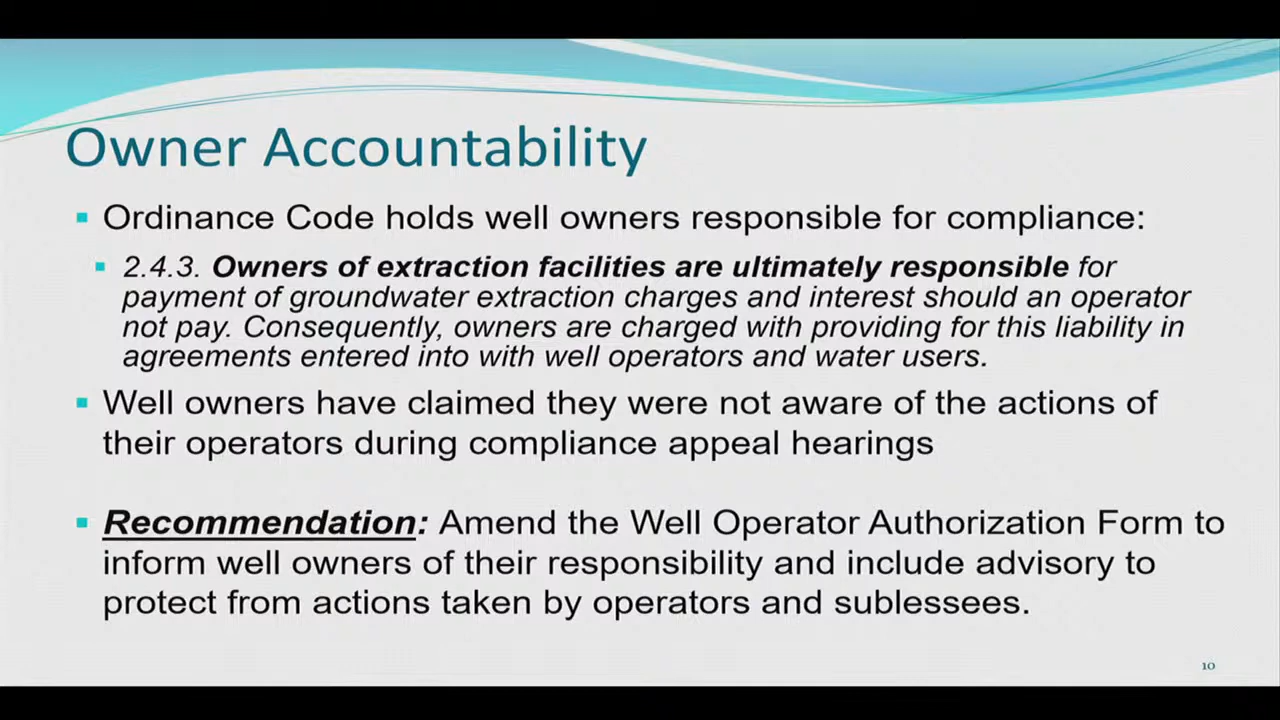 Owner Accountability
Ordinance Code holds well owners responsible for compliance:
2.4.3. Owners of extraction facilities are ultimately responsible for
payment of groundwater extraction charges and interest should an operator
not pay. Consequently, owners are charged with providing for this liability in
agreements entered into with well operators and water users.
Well owners have claimed they were not aware of the actions of
their operators during compliance appeal hearings
Recommendation: Amend the Well Operator Authorization Form to
inform well owners of their responsibility and include advisory to
protect from actions taken by operators and sublessees.
10